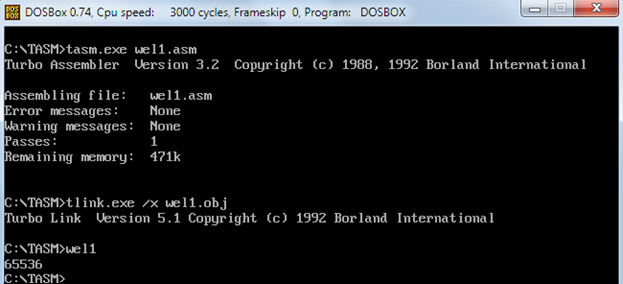 DOSBox 0.74, Cpu speed:    3000 cycles, Frameskip  0, Program:   DOSBOX
C:\TASM>tasm.exe wel1.asm
Turbo Assembler  Version 3.2  Copyright (c) 1988, 1992 Borland International
Assembling file:   wel1.asm
Error messages:    None
Warning messages:  None
Passes:            1
Remaining memory:  471k
C:\TASM>tlink.exe /x wel1.obj
Turbo Link  Version 5.1 Copyright (c) 1992 Borland International
C:\TASM>wel1
65536
C:\TASM>